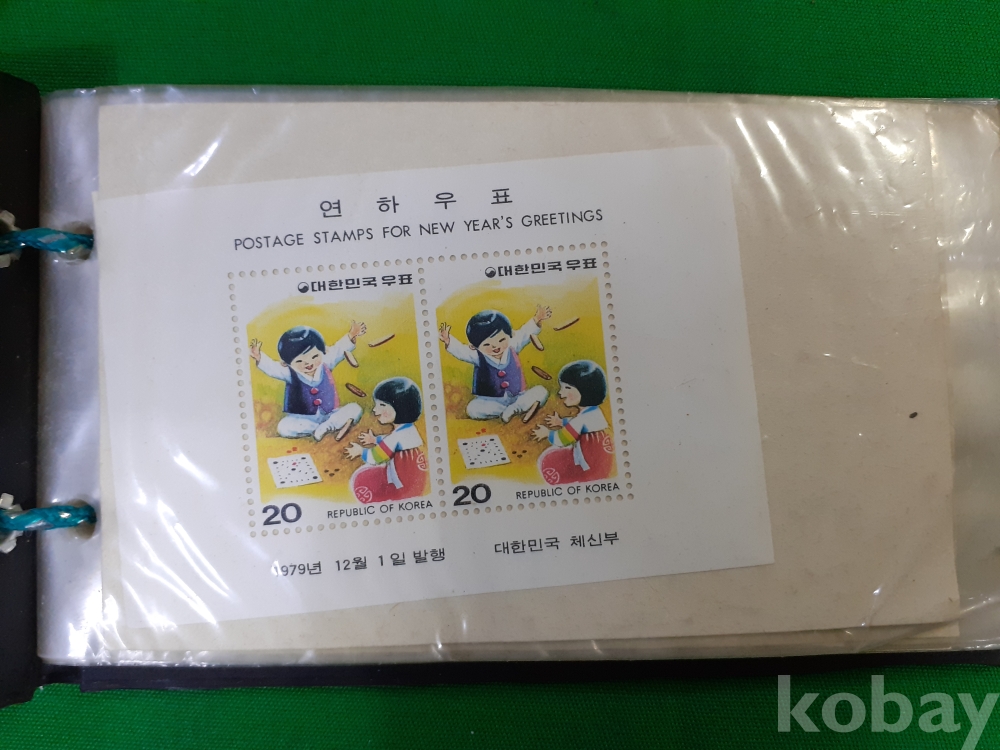 연 하 우 표
POSTAGE STAMPS FOR NEW YEAR'S GREETINGS
대한민국우표
대한민국우표
20
REPUBLIC OF KOREA
20
REPUBLIC OF KOREA
1979년 12월 1일 발행
대한민국 체신부
kobay